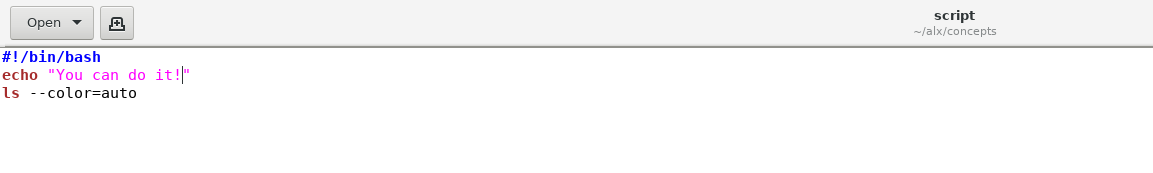 Open
script
~/alx/concepts
#!/bin/bash
echo "You can do it!"
ls --color=auto